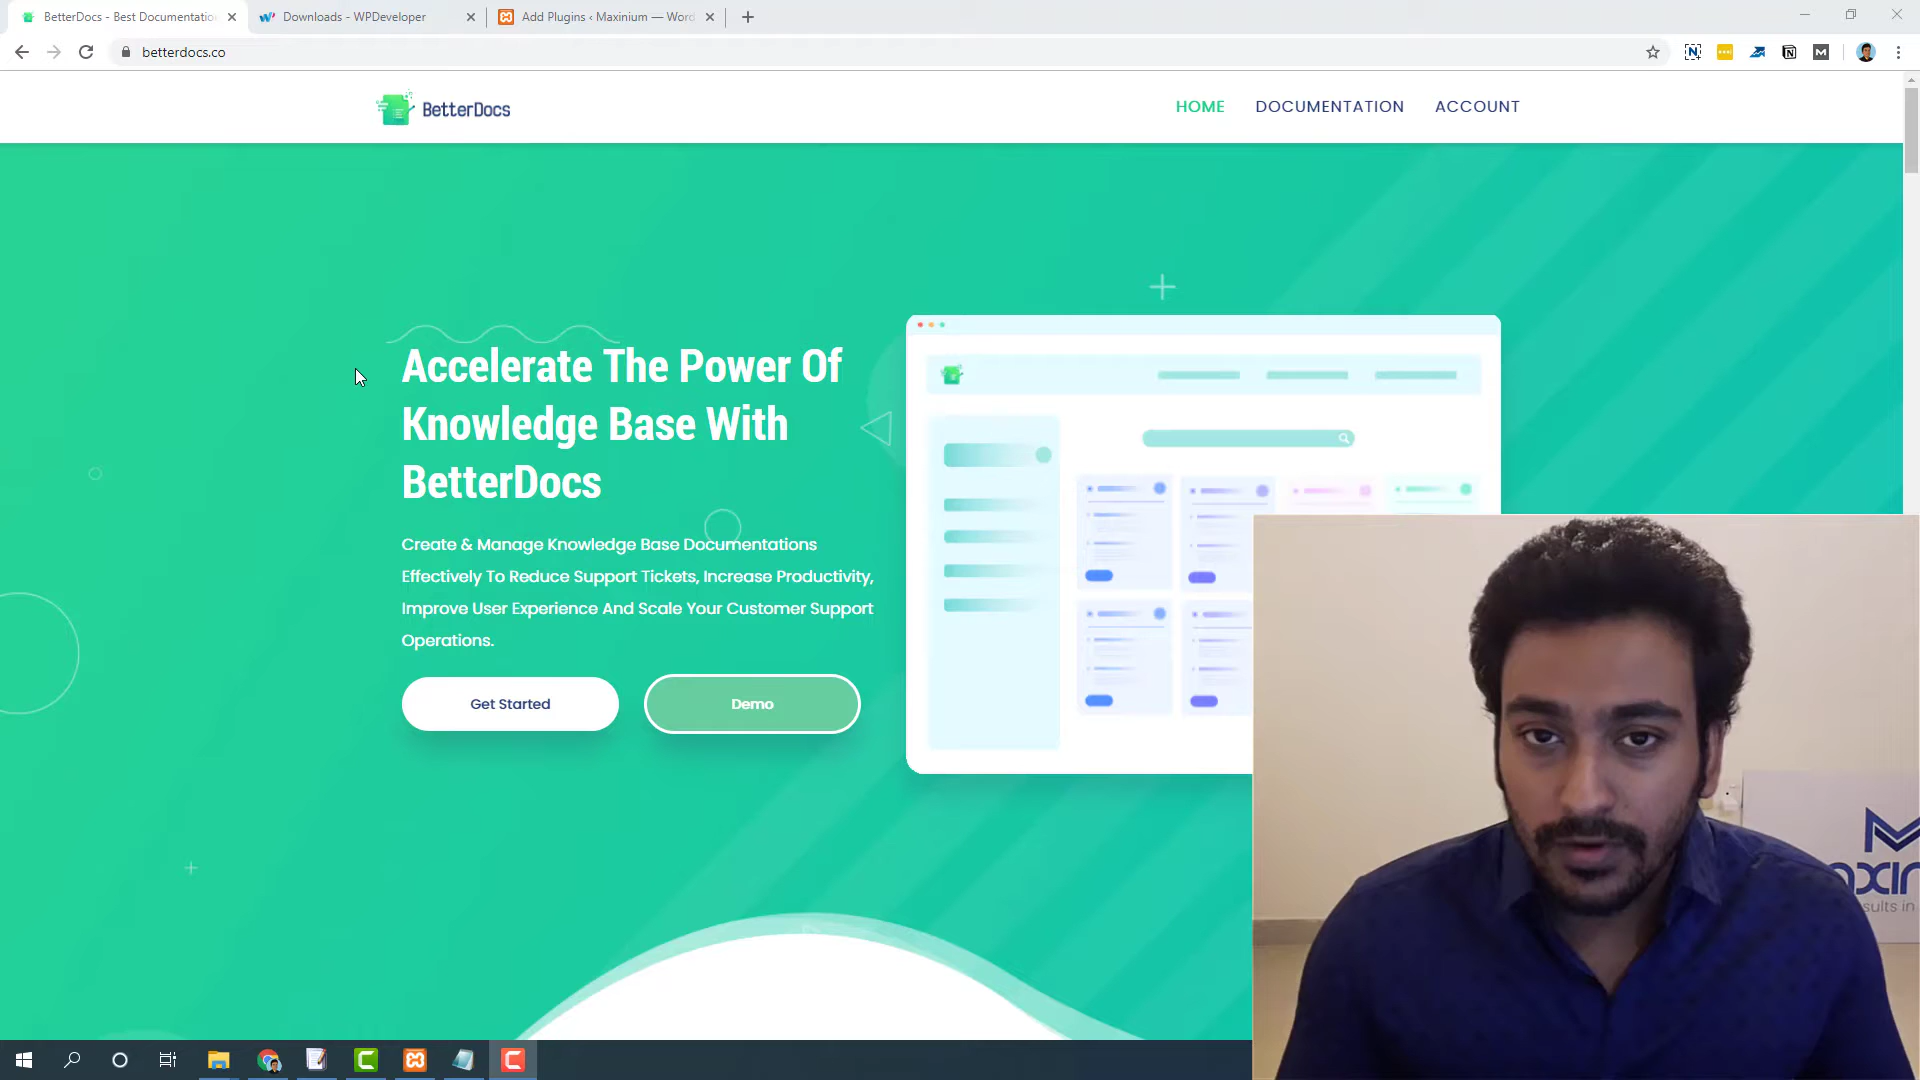 BetterDocs - Best Documentatio
Downloads - WPDeveloper
Add Plugins ‹ Maxinium — Word
betterdocs.co
BetterDocs
HOME
DOCUMENTATION
ACCOUNT
Accelerate The Power Of
Knowledge Base With
BetterDocs
Create & Manage Knowledge Base Documentations
Effectively To Reduce Support Tickets, Increase Productivity,
Improve User Experience And Scale Your Customer Support
Operations.
Get Started
Demo